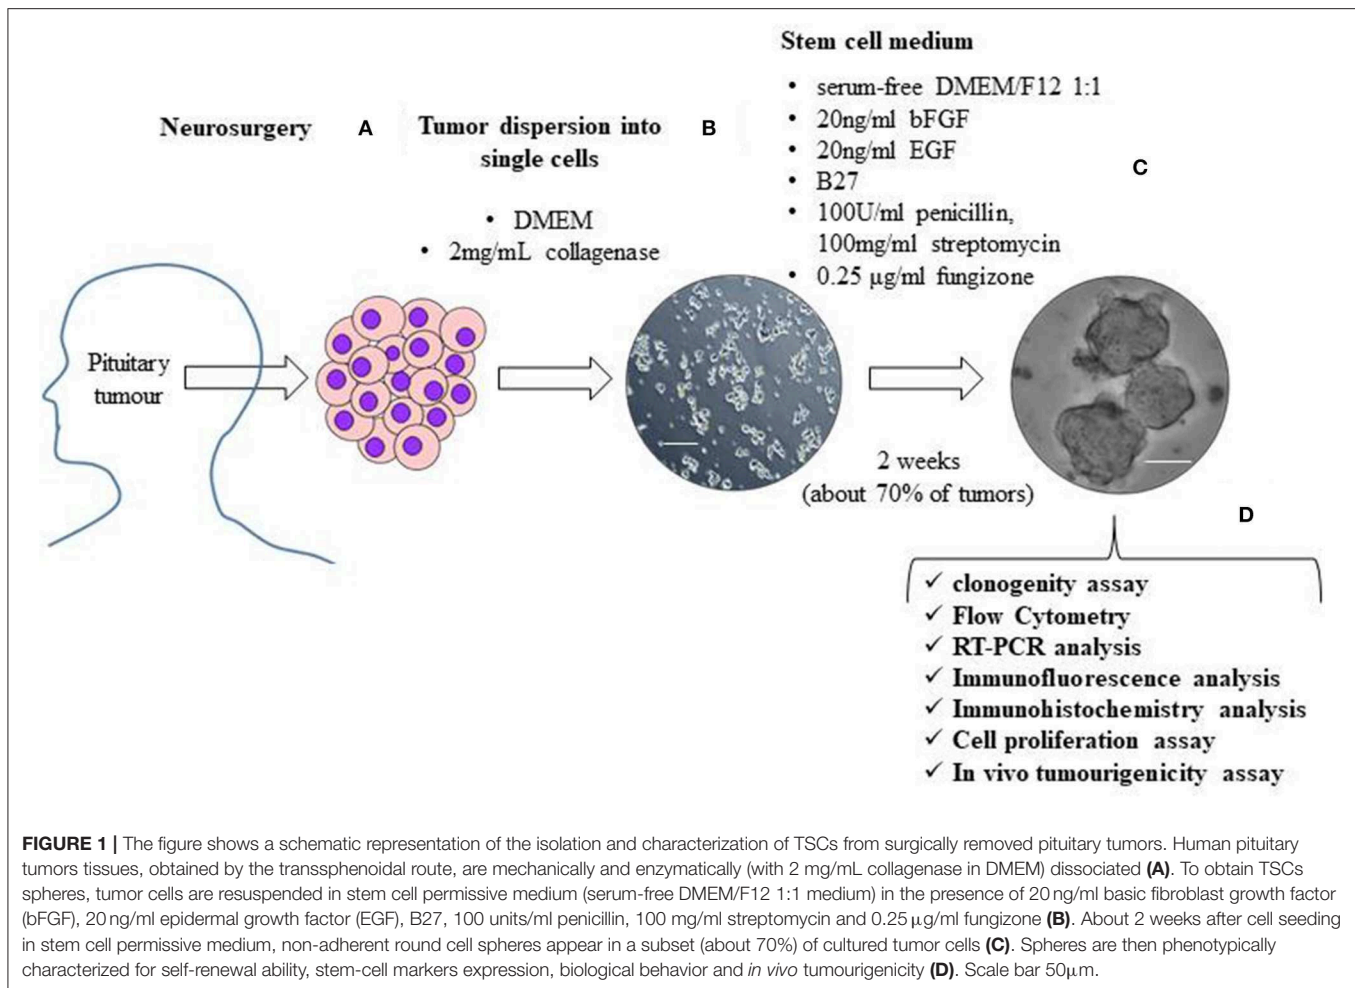 Neurosurgery
A
Tumor dispersion into
single cells
• DMEM
• 2mg/mL collagenase
B
Stem cell medium
• serum-free DMEM/F12 1:1
• 20ng/ml bFGF
• 20ng/ml EGF
• B27
• 100U/ml penicillin,
100mg/ml streptomycin
• 0.25 μg/ml fungizone
C
Pituitary
tumour
2 weeks
(about 70% of tumors)
D
✓ clonogenity assay
✓ Flow Cytometry
✓ RT-PCR analysis
✓ Immunofluorescence analysis
✓ Immunohistochemistry analysis
✓ Cell proliferation assay
✓ In vivo tumourigenicity assay
FIGURE 1 | The figure shows a schematic representation of the isolation and characterization of TSCs from surgically removed pituitary tumors. Human pituitary
tumors tissues, obtained by the transsphenoidal route, are mechanically and enzymatically (with 2 mg/mL collagenase in DMEM) dissociated (A). To obtain TSCs
spheres, tumor cells are resuspended in stem cell permissive medium (serum-free DMEM/F12 1:1 medium) in the presence of 20 ng/ml basic fibroblast growth factor
(bFGF), 20 ng/ml epidermal growth factor (EGF), B27, 100 units/ml penicillin, 100 mg/ml streptomycin and 0.25 μg/ml fungizone (B). About 2 weeks after cell seeding
in stem cell permissive medium, non-adherent round cell spheres appear in a subset (about 70%) of cultured tumor cells (C). Spheres are then phenotypically
characterized for self-renewal ability, stem-cell markers expression, biological behavior and in vivo tumourigenicity (D). Scale bar 50μm.